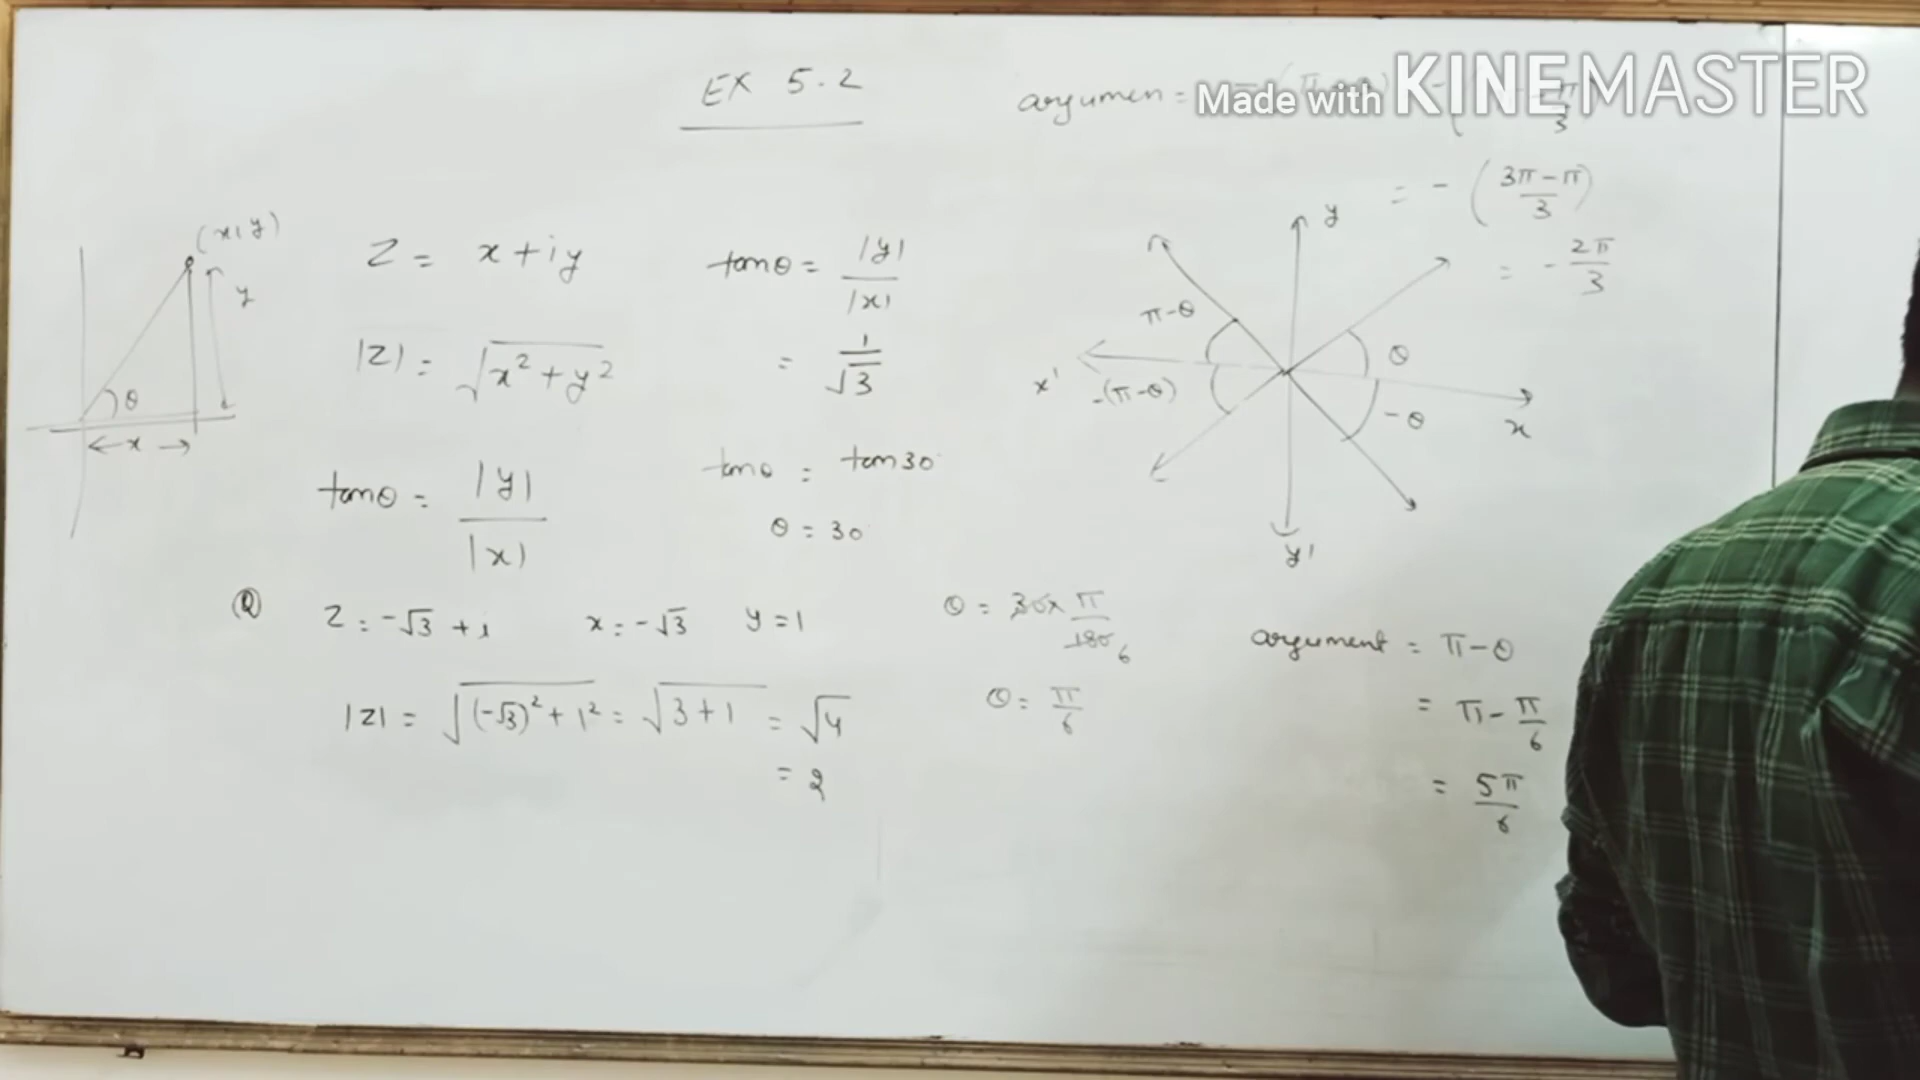 EX 5.2
argumen =
Made with KINEMASTER
= - (3π-π)/3
= - 2π/3
(x, y)
y
θ
x
Z = x + iy
|Z| = √x² + y²
tanθ = |y|/|x|
tanθ = |y|/|x|
= 1/√3
tanθ = tan30
θ = 30
y
π-θ
θ
x'
-(π-θ)
-θ
x
y'
Q Z = -√3 + i x = -√3 y = 1
|Z| = √(-√3)² + 1² = √3+1 = √4
= 2
θ = 30 x π/180 6
θ = π/6
argument = π-θ
= π - π/6
= 5π/6